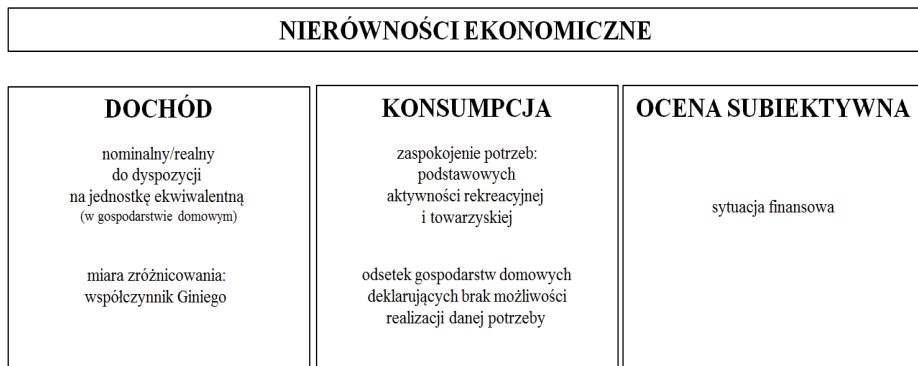 NIERÓWNOŚCI EKONOMICZNE
DOCHÓD
nominalny/realny
do dyspozycji
na jednostkę ekwiwalentną
(w gospodarstwie domowym)
miara zróżnicowania:
współczynnik Giniego
KONSUMPCJA
zaspokojenie potrzeb:
podstawowych
aktywności rekreacyjnej
i towarzyskiej
odsetek gospodarstw domowych
deklarujących brak możliwości
realizacji danej potrzeby
OCENA SUBIEKTYWNA
sytuacja finansowa